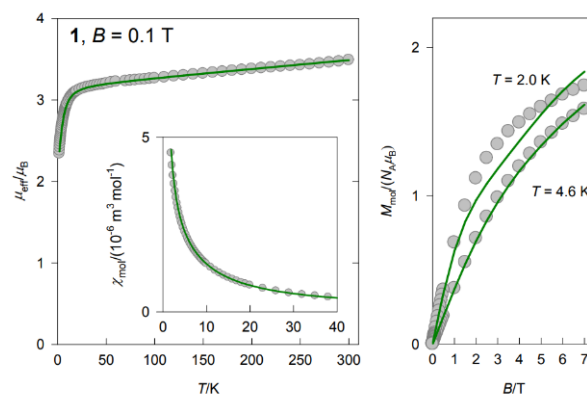 1, B = 0.1 T
μeff/μB
4
3
2
1
0
5
χmol/(10⁻⁶ m³ mol⁻¹)
0
0 10 20 30 40
0 50 100 150 200 250 300
T/K
2
1
0
Mmol/(NAμB)
T = 2.0 K
T = 4.6 K
0 1 2 3 4 5 6 7
B/T